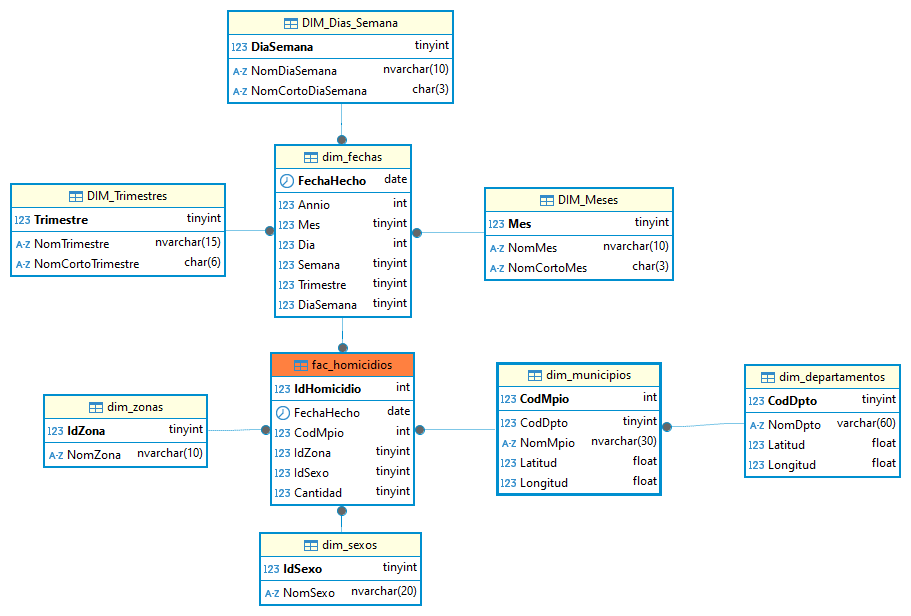 DIM_Dias_Semana
123 DiaSemana tinyint
A-Z NomDiaSemana nvarchar(10)
A-Z NomCortoDiaSemana char(3)
dim_fechas
FechaHecho date
123 Annio int
123 Mes tinyint
123 Dia int
123 Semana tinyint
123 Trimestre tinyint
123 DiaSemana tinyint
DIM_Trimestres
123 Trimestre tinyint
A-Z NomTrimestre nvarchar(15)
A-Z NomCortoTrimestre char(6)
DIM_Meses
123 Mes tinyint
A-Z NomMes nvarchar(10)
A-Z NomCortoMes char(3)
fac_homicidios
123 IdHomicidio int
FechaHecho date
123 CodMpio int
123 IdZona tinyint
123 IdSexo tinyint
123 Cantidad tinyint
dim_zonas
123 IdZona tinyint
A-Z NomZona nvarchar(10)
dim_municipios
123 CodMpio int
123 CodDpto tinyint
A-Z NomMpio nvarchar(30)
123 Latitud float
123 Longitud float
dim_departamentos
123 CodDpto tinyint
A-Z NomDpto varchar(60)
123 Latitud float
123 Longitud float
dim_sexos
123 IdSexo tinyint
A-Z NomSexo nvarchar(20)